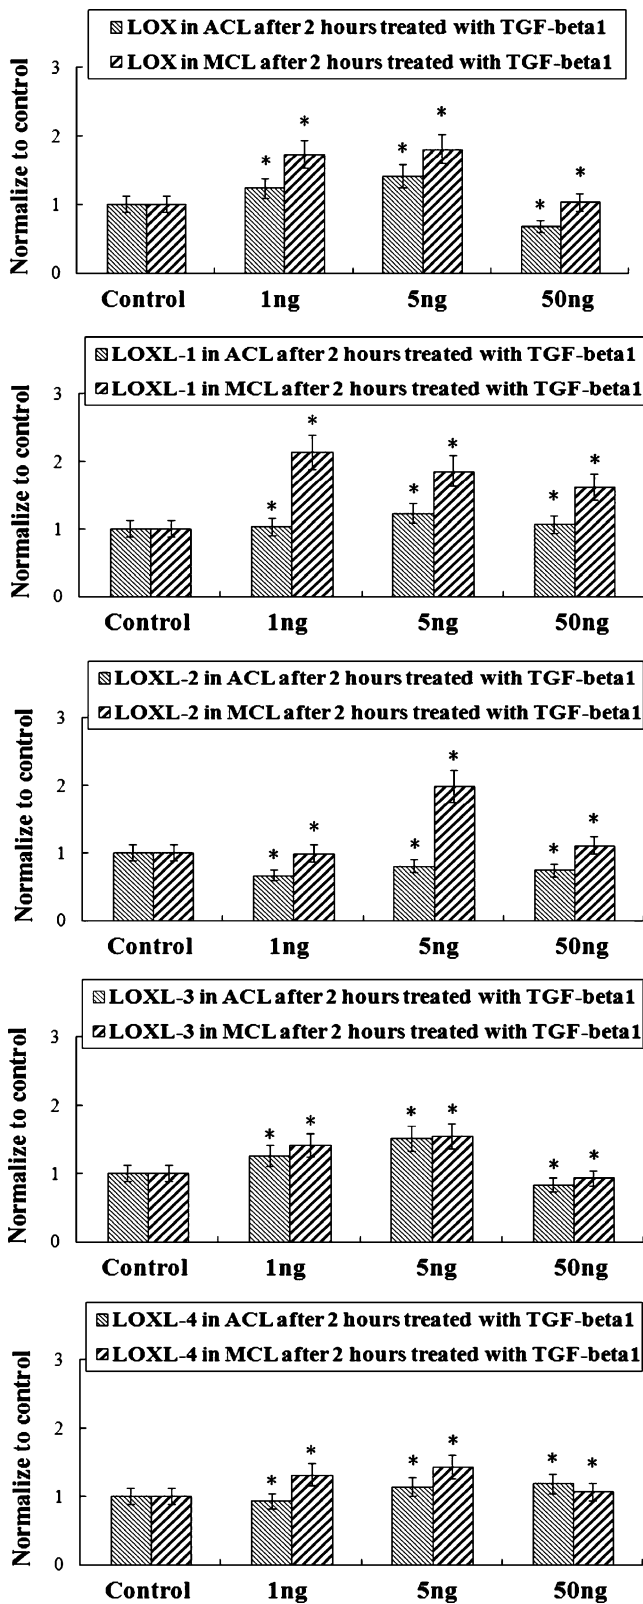 LOX in ACL after 2 hours treated with TGF-beta1
LOX in MCL after 2 hours treated with TGF-beta1
Normalize to control
3
2
1
0
* * * * * *
Control 1ng 5ng 50ng
LOXL-1 in ACL after 2 hours treated with TGF-beta1
LOXL-1 in MCL after 2 hours treated with TGF-beta1
Normalize to control
3
2
1
0
* * * * * *
Control 1ng 5ng 50ng
LOXL-2 in ACL after 2 hours treated with TGF-beta1
LOXL-2 in MCL after 2 hours treated with TGF-beta1
Normalize to control
3
2
1
0
* * * * * *
Control 1ng 5ng 50ng
LOXL-3 in ACL after 2 hours treated with TGF-beta1
LOXL-3 in MCL after 2 hours treated with TGF-beta1
Normalize to control
3
2
1
0
* * * * * *
Control 1ng 5ng 50ng
LOXL-4 in ACL after 2 hours treated with TGF-beta1
LOXL-4 in MCL after 2 hours treated with TGF-beta1
Normalize to control
3
2
1
0
* * * * * *
Control 1ng 5ng 50ng